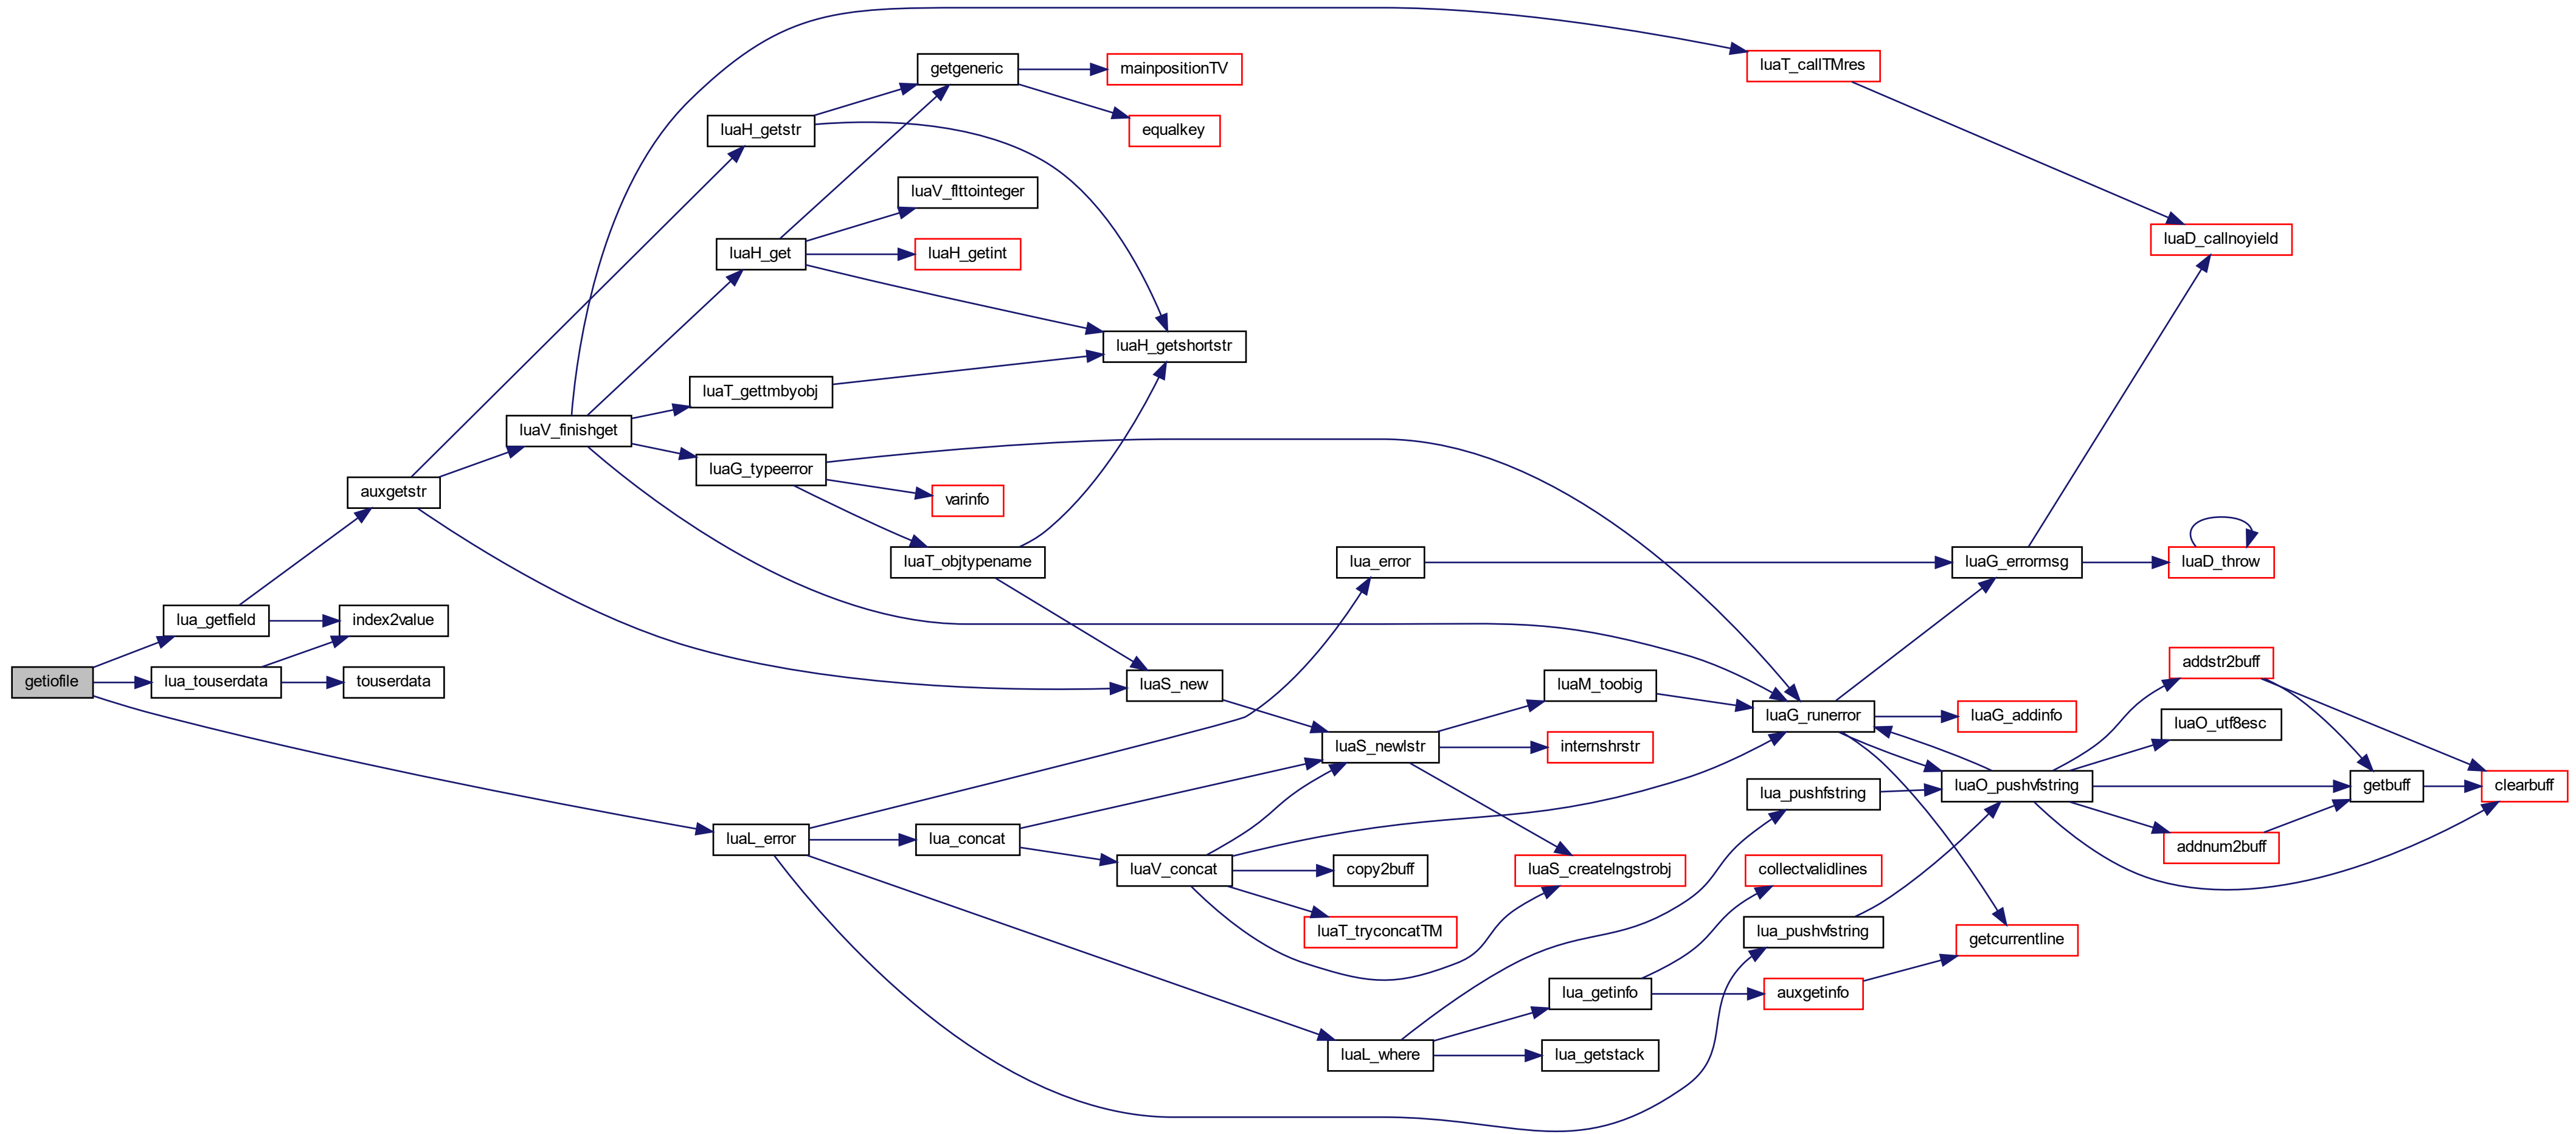 getiofile
lua_getfield
lua_touserdata
auxgetstr
index2value
touserdata
luaV_finishget
luaH_getstr
luaH_get
luaT_gettmbyobj
luaG_typeerror
luaL_error
getgeneric
luaV_flttointeger
luaH_getint
varinfo
luaT_objtypename
lua_concat
mainpositionTV
equalkey
luaH_getshortstr
luaS_new
luaV_concat
lua_error
luaS_newlstr
copy2buff
luaT_tryconcatTM
luaL_where
luaM_toobig
internshrstr
luaS_createlngstrobj
lua_getinfo
lua_getstack
luaT_callTMres
luaG_runerror
lua_pushfstring
collectvalidlines
lua_pushvfstring
auxgetinfo
luaG_errormsg
luaG_addinfo
luaO_pushvfstring
getcurrentline
luaD_callnoyield
luaD_throw
addstr2buff
luaO_utf8esc
addnum2buff
getbuff
clearbuff